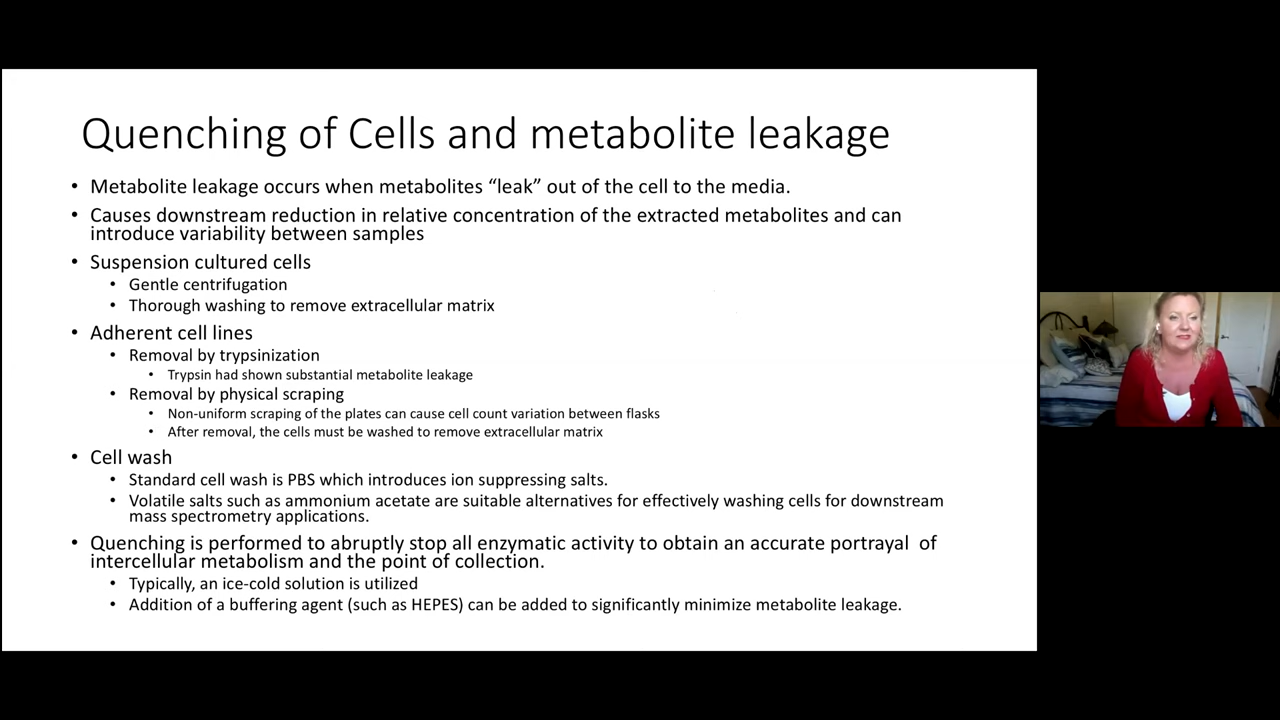 Quenching of Cells and metabolite leakage
• Metabolite leakage occurs when metabolites “leak” out of the cell to the media.
• Causes downstream reduction in relative concentration of the extracted metabolites and can
introduce variability between samples
• Suspension cultured cells
• Gentle centrifugation
• Thorough washing to remove extracellular matrix
• Adherent cell lines
• Removal by trypsinization
• Trypsin had shown substantial metabolite leakage
• Removal by physical scraping
• Non-uniform scraping of the plates can cause cell count variation between flasks
• After removal, the cells must be washed to remove extracellular matrix
• Cell wash
• Standard cell wash is PBS which introduces ion suppressing salts.
• Volatile salts such as ammonium acetate are suitable alternatives for effectively washing cells for downstream
mass spectrometry applications.
• Quenching is performed to abruptly stop all enzymatic activity to obtain an accurate portrayal of
intercellular metabolism and the point of collection.
• Typically, an ice-cold solution is utilized
• Addition of a buffering agent (such as HEPES) can be added to significantly minimize metabolite leakage.